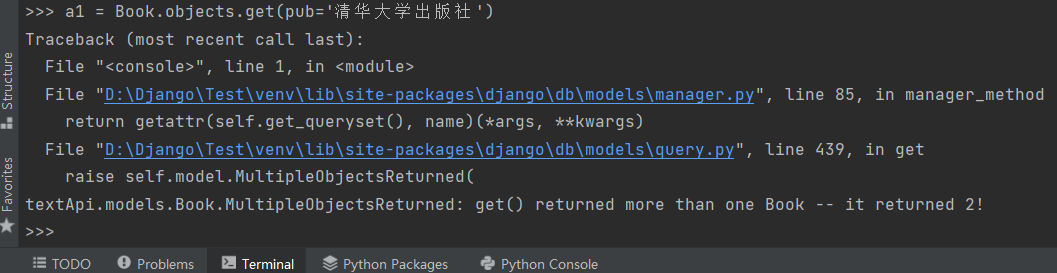 >>> a1 = Book.objects.get(pub='清华大学出版社')
Traceback (most recent call last):
  File "<console>", line 1, in <module>
  File "D:\Django\Test\venv\lib\site-packages\django\db\models\manager.py", line 85, in manager_method
    return getattr(self.get_queryset(), name)(*args, **kwargs)
  File "D:\Django\Test\venv\lib\site-packages\django\db\models\query.py", line 439, in get
    raise self.model.MultipleObjectsReturned(
textApi.models.Book.MultipleObjectsReturned: get() returned more than one Book -- it returned 2!
>>>
Structure
Favorites
TODO Problems Terminal Python Packages Python Console